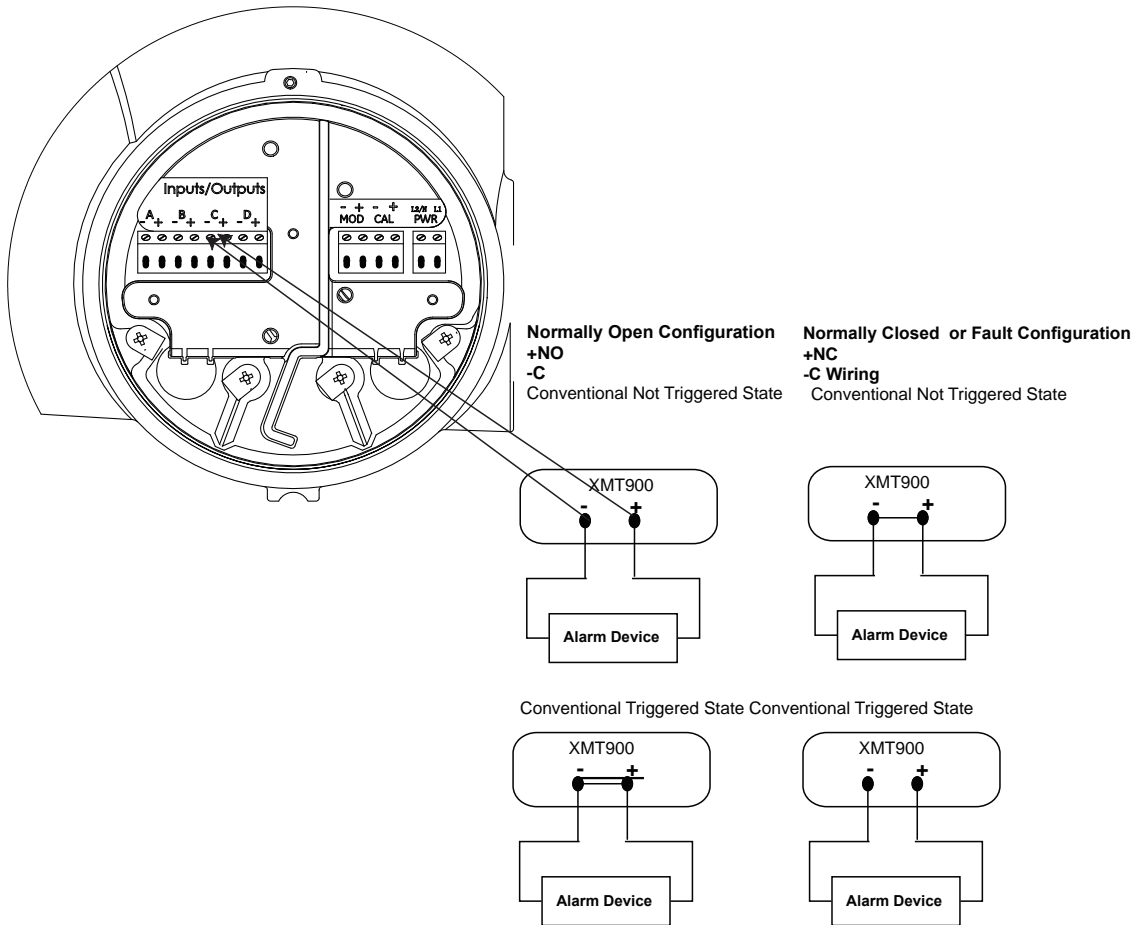 Inputs/Outputs
A B C D
- + - + - + - +
- + - + L2/N L1
MOD CAL PWR
Normally Open Configuration
+NO
-C
Conventional Not Triggered State
Normally Closed or Fault Configuration
+NC
-C Wiring
Conventional Not Triggered State
XMT900
- +
Alarm Device
XMT900
- +
Alarm Device
Conventional Triggered State Conventional Triggered State
XMT900
- +
Alarm Device
XMT900
- +
Alarm Device